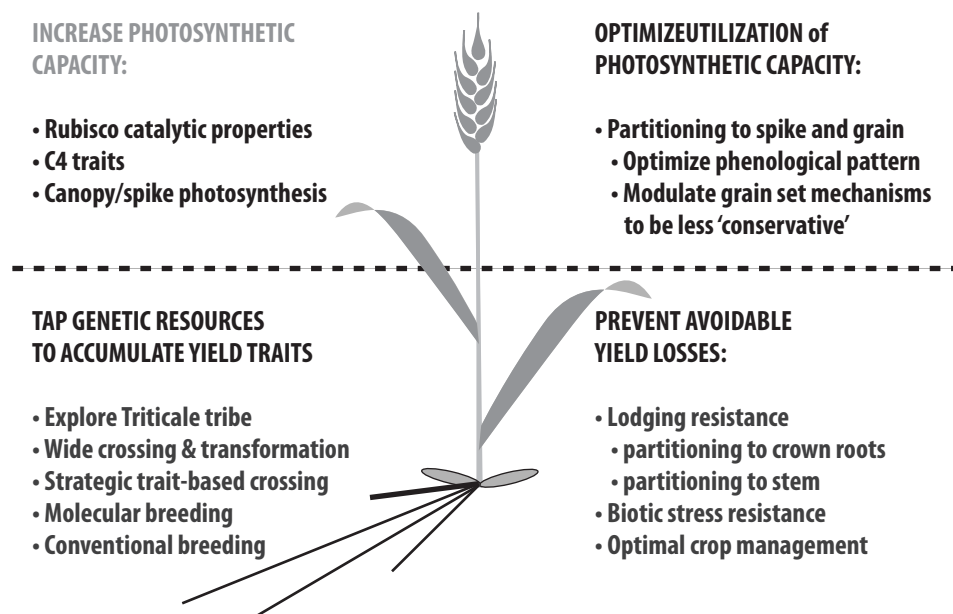 INCREASE PHOTOSYNTHETIC
CAPACITY:
• Rubisco catalytic properties
• C4 traits
• Canopy/spike photosynthesis
OPTIMIZEUTILIZATION of
PHOTOSYNTHETIC CAPACITY:
• Partitioning to spike and grain
• Optimize phenological pattern
• Modulate grain set mechanisms
to be less ‘conservative’
TAP GENETIC RESOURCES
TO ACCUMULATE YIELD TRAITS
• Explore Triticale tribe
• Wide crossing & transformation
• Strategic trait-based crossing
• Molecular breeding
• Conventional breeding
PREVENT AVOIDABLE
YIELD LOSSES:
• Lodging resistance
• partitioning to crown roots
• partitioning to stem
• Biotic stress resistance
• Optimal crop management